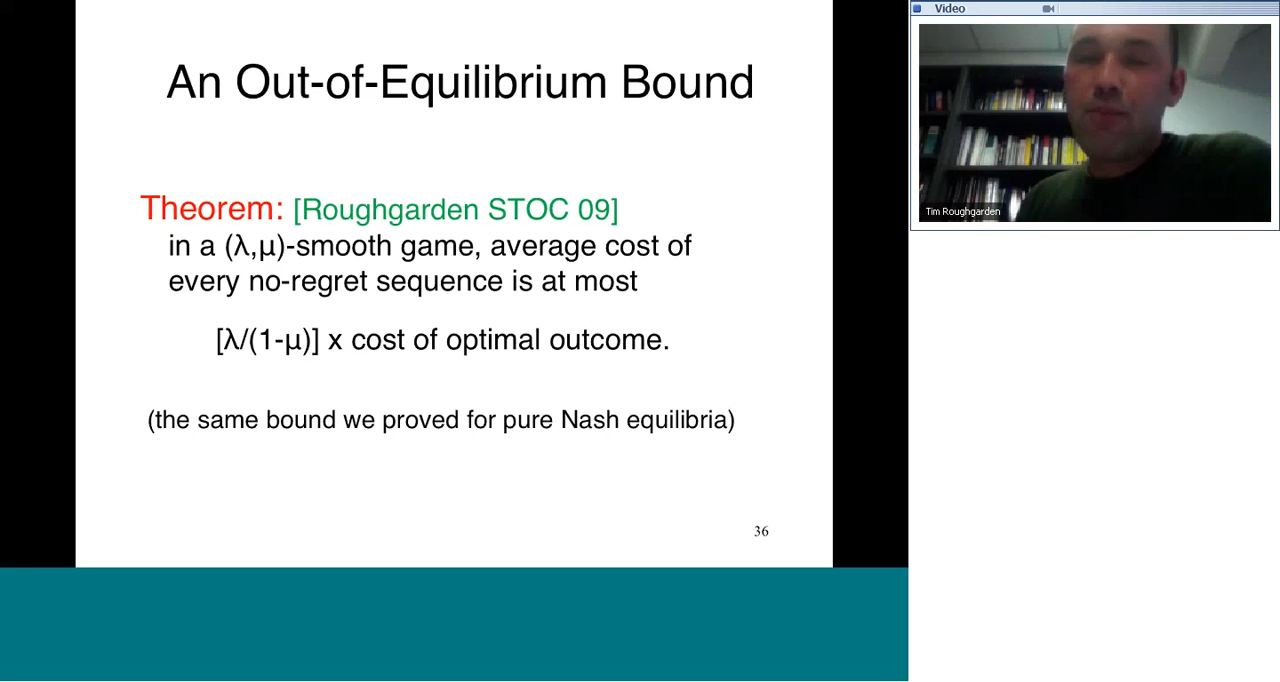 An Out-of-Equilibrium Bound
Theorem: [Roughgarden STOC 09]
in a (λ,μ)-smooth game, average cost of
every no-regret sequence is at most
[λ/(1-μ)] x cost of optimal outcome.
(the same bound we proved for pure Nash equilibria)
36
Video
Tim Roughgarden